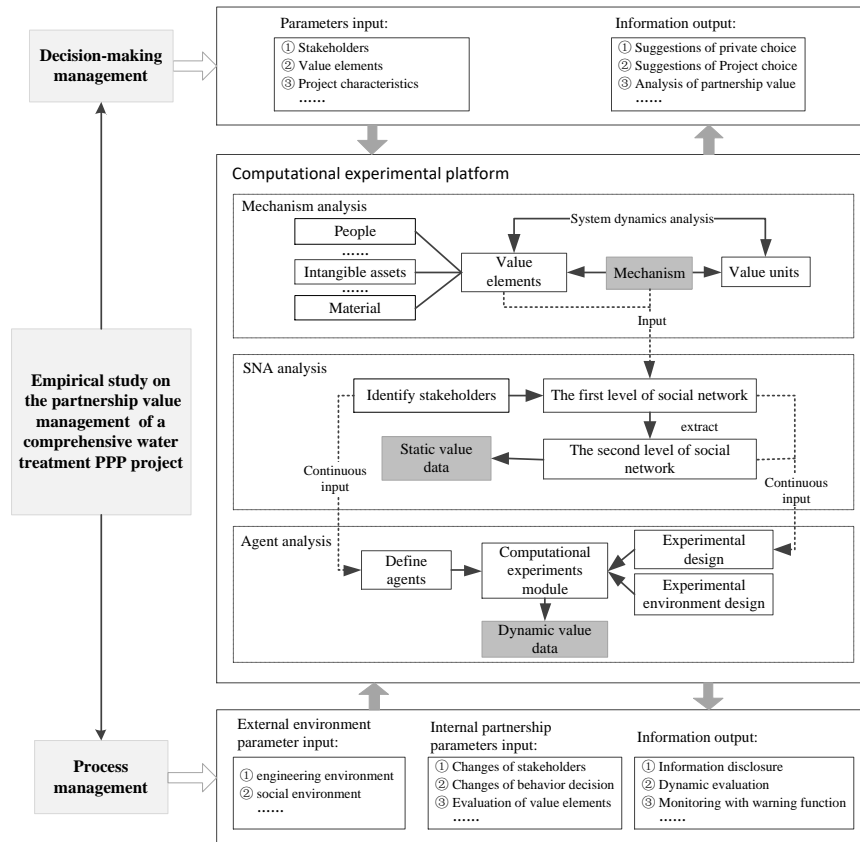 Decision-making
management
Parameters input:
① Stakeholders
② Value elements
③ Project characteristics
……
Information output:
① Suggestions of private choice
② Suggestions of Project choice
③ Analysis of partnership value
……
Computational experimental platform
Mechanism analysis
People
……
Intangible assets
……
Material
System dynamics analysis
Value
elements
Mechanism
Value units
Input
Empirical study on
the partnership value
management of a
comprehensive water
treatment PPP project
SNA analysis
Identify stakeholders
The first level of social network
extract
Static value
data
The second level of social
network
Continuous
input
Continuous
input
Agent analysis
Define
agents
Computational
experiments
module
Experimental
design
Experimental
environment design
Dynamic value
data
Process
management
External environment
parameter input:
① engineering environment
② social environment
……
Internal partnership
parameters input:
① Changes of stakeholders
② Changes of behavior decision
③ Evaluation of value elements
……
Information output:
① Information disclosure
② Dynamic evaluation
③ Monitoring with warning function
……